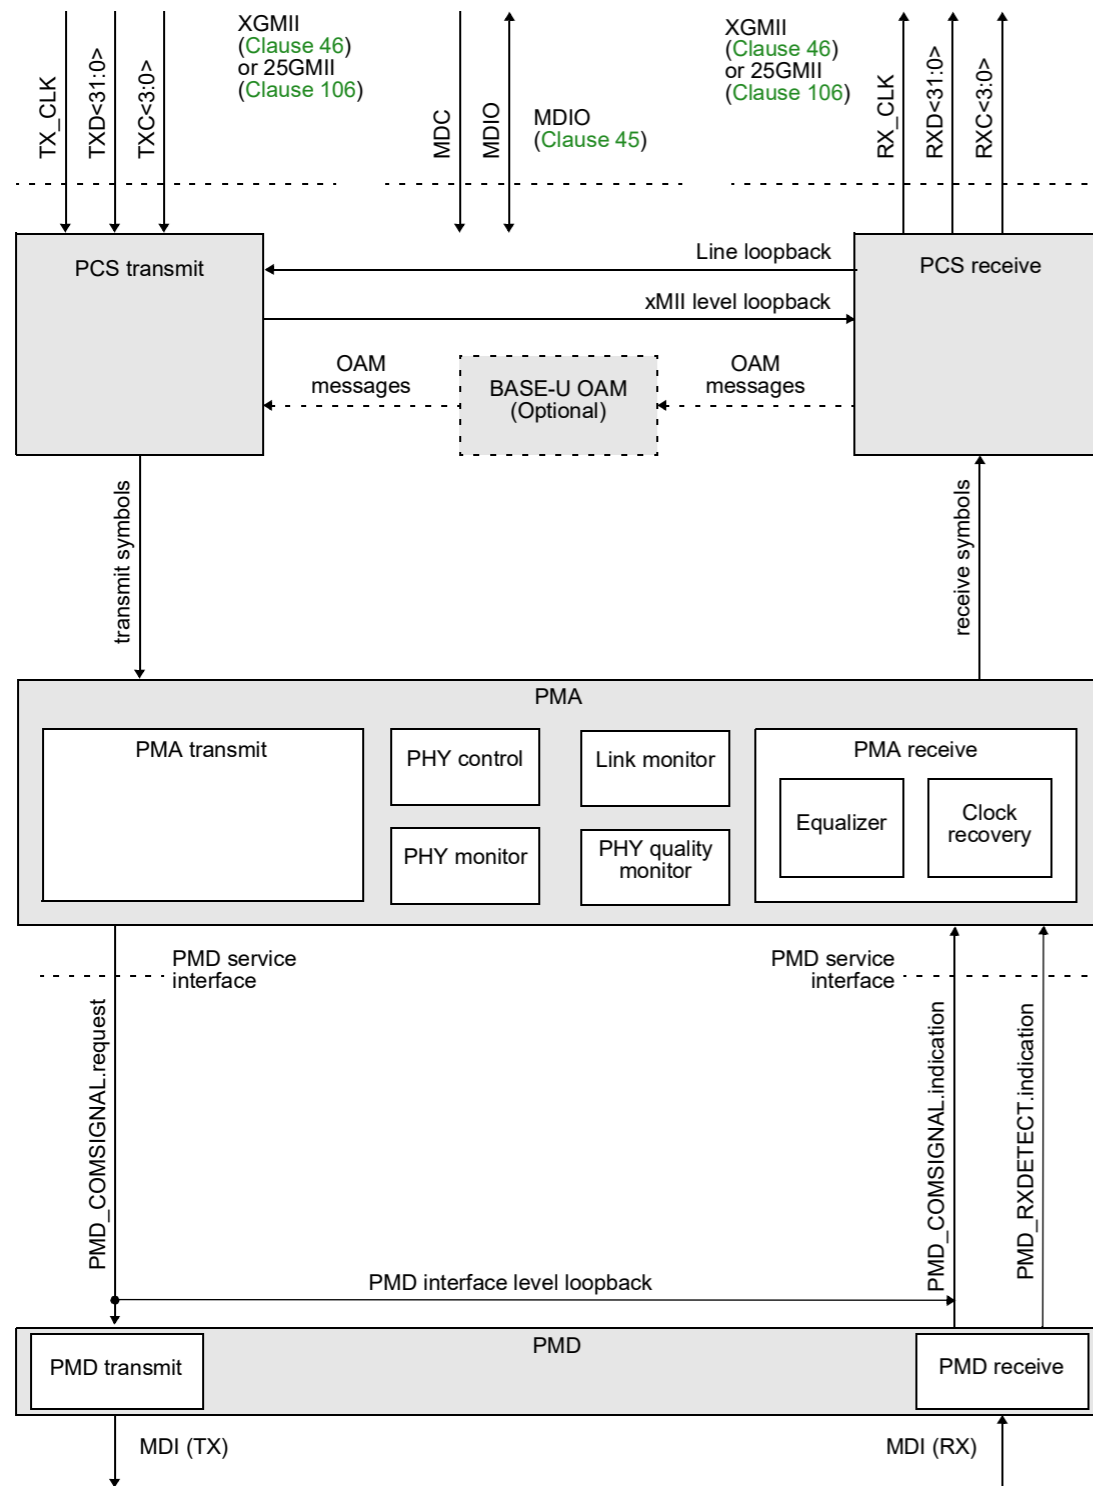 XGMII
(Clause 46)
or 25GMII
(Clause 106)
TX_CLK
TXD<31:0>
TXC<3:0>
MDC
MDIO
MDIO
(Clause 45)
XGMII
(Clause 46)
or 25GMII
(Clause 106)
RX_CLK
RXD<31:0>
RXC<3:0>
PCS transmit
Line loopback
PCS receive
xMII level loopback
OAM
messages
BASE-U OAM
(Optional)
OAM
messages
transmit symbols
receive symbols
PMA
PMA transmit
PHY control
Link monitor
PMA receive
Equalizer
Clock
recovery
PHY monitor
PHY quality
monitor
PMD service
interface
PMD service
interface
PMD_COMSIGNAL.request
PMD_COMSIGNAL.indication
PMD_RXDETECT.indication
PMD interface level loopback
PMD
PMD transmit
PMD receive
MDI (TX)
MDI (RX)